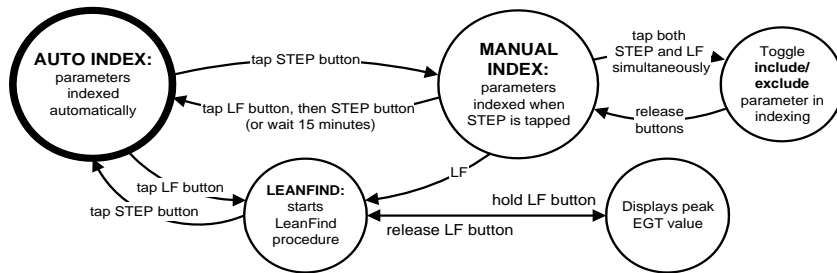 AUTO INDEX:
parameters
indexed
automatically
tap STEP button
tap LF button, then STEP button
(or wait 15 minutes)
MANUAL
INDEX:
parameters
indexed when
STEP is tapped
tap both
STEP and LF
simultaneously
release
buttons
Toggle
include/
exclude
parameter in
indexing
tap LF button
tap STEP button
LEANFIND:
starts
LeanFind
procedure
LF
hold LF button
release LF button
Displays peak
EGT value